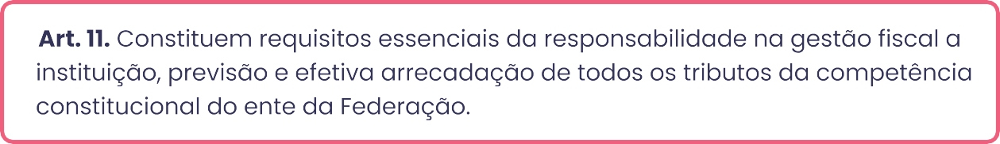 Art. 11. Constituem requisitos essenciais da responsabilidade na gestão fiscal a
instituição, previsão e efetiva arrecadação de todos os tributos da competência
constitucional do ente da Federação.